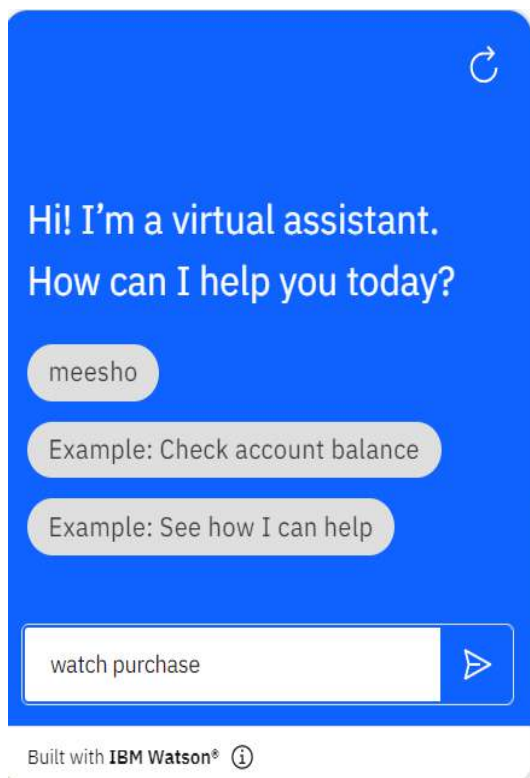 Hi! I’m a virtual assistant.
How can I help you today?
meesho
Example: Check account balance
Example: See how I can help
watch purchase
Built with IBM Watson®